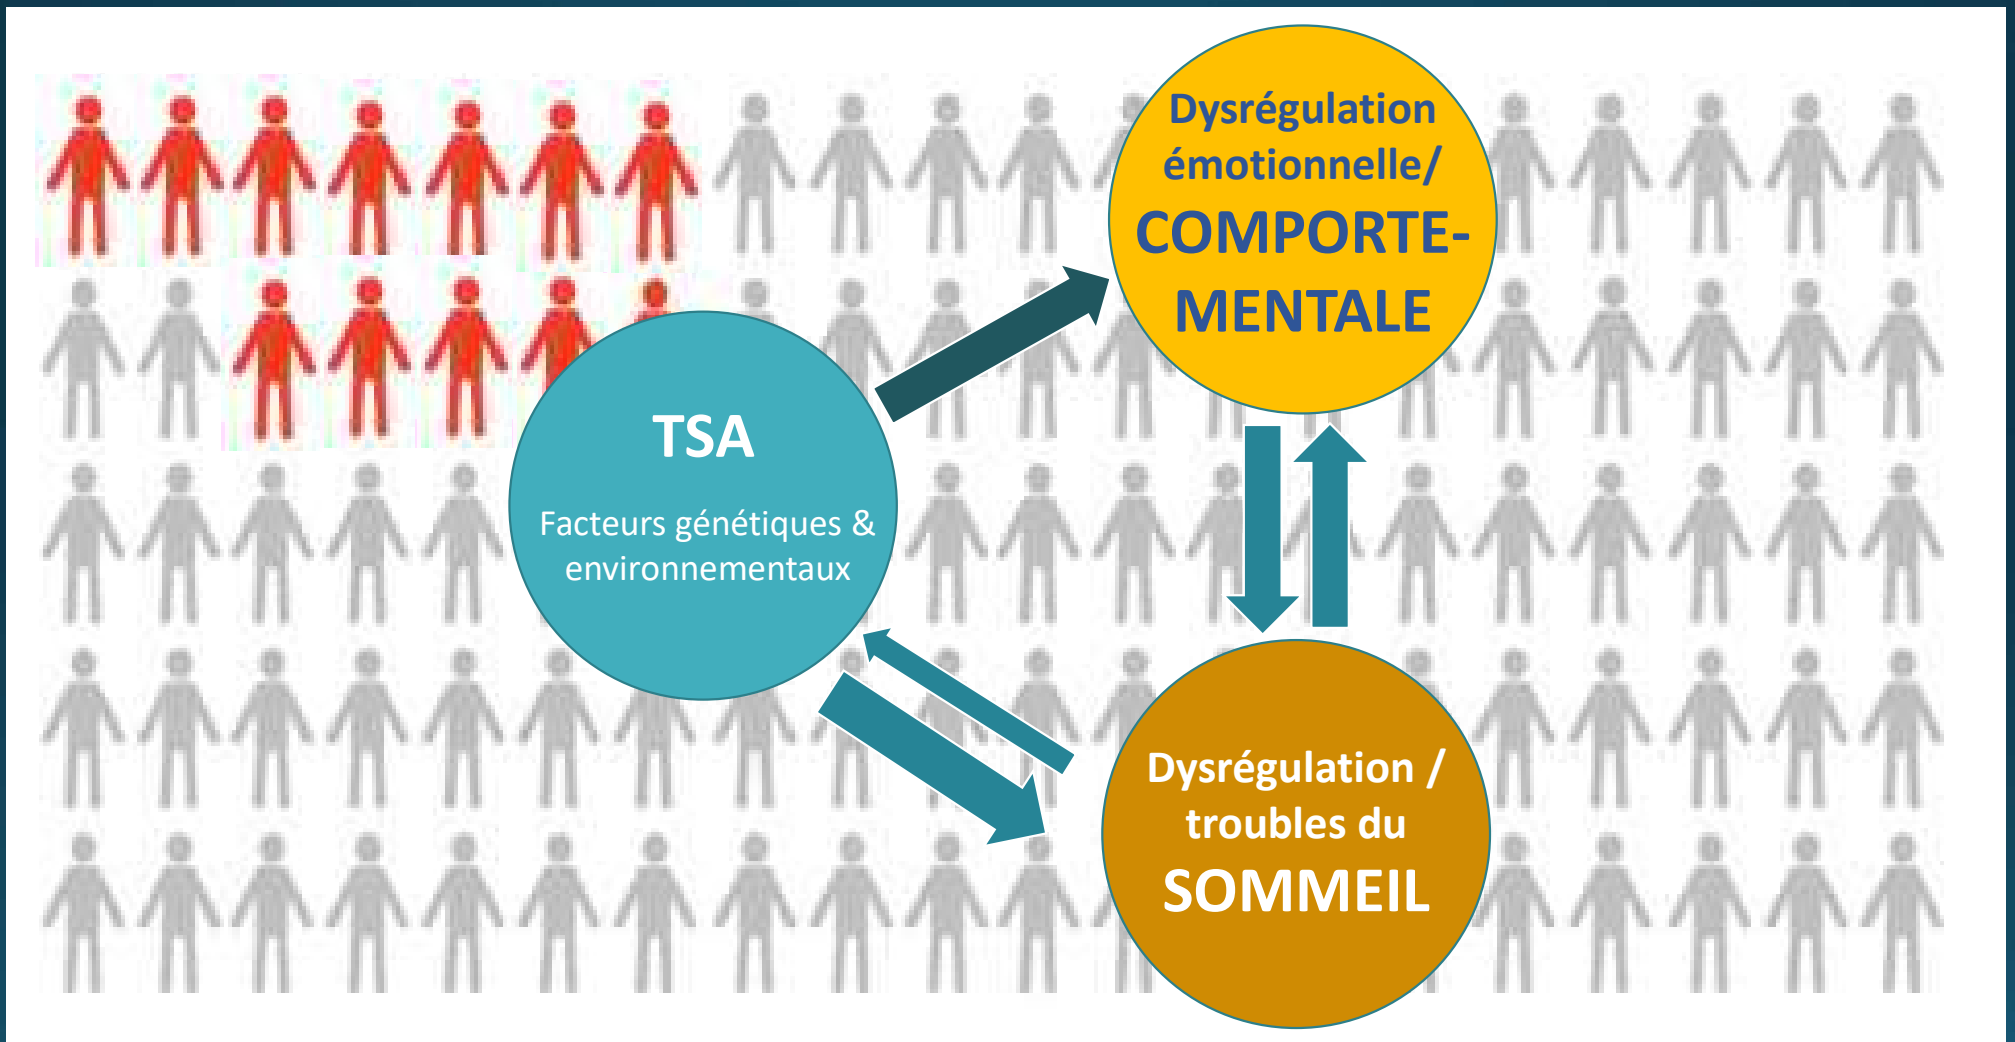 TSA
Facteurs génétiques &
environnementaux
Dysrégulation
émotionnelle/
COMPORTE-
MENTALE
Dysrégulation /
troubles du
SOMMEIL